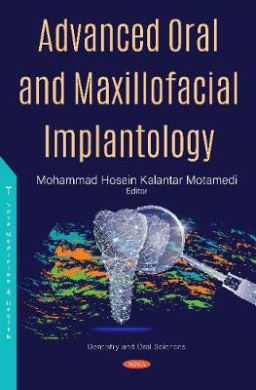 Advanced Oral
and Maxillofacial
Implantology
Mohammad Hosein Kalantar Motamedi
Editor
Dentistry and Oral Sciences
NOVA